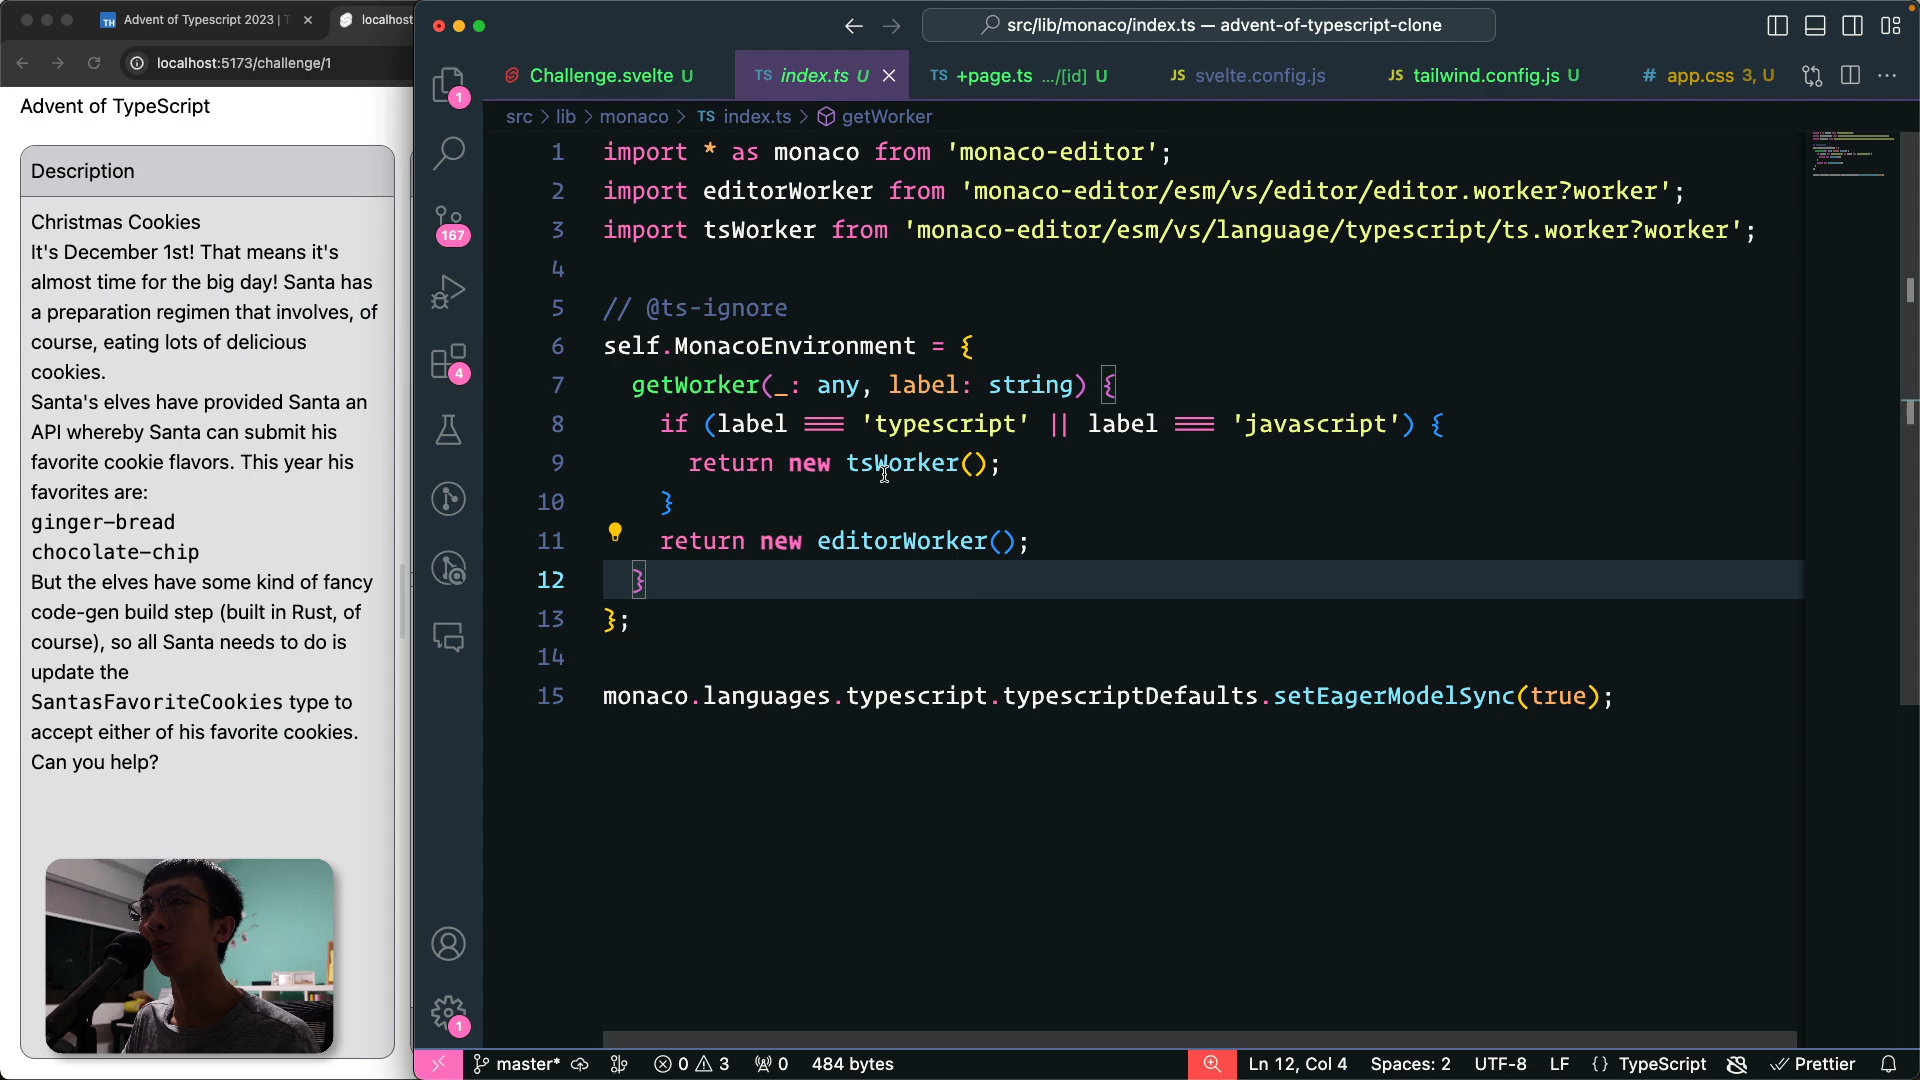 Advent of Typescript 2023 | T
localhost
localhost:5173/challenge/1
Advent of TypeScript
Description
Christmas Cookies
It's December 1st! That means it's
almost time for the big day! Santa has
a preparation regimen that involves, of
course, eating lots of delicious
cookies.
Santa's elves have provided Santa an
API whereby Santa can submit his
favorite cookie flavors. This year his
favorites are:
ginger-bread
chocolate-chip
But the elves have some kind of fancy
code-gen build step (built in Rust, of
course), so all Santa needs to do is
update the
SantasFavoriteCookies type to
accept either of his favorite cookies.
Can you help?
src/lib/monaco/index.ts — advent-of-typescript-clone
Challenge.svelte U
TS index.ts U
TS +page.ts .../[id] U
JS svelte.config.js
JS tailwind.config.js U
# app.css 3, U
src > lib > monaco > TS index.ts > getWorker
1
167
4
1
1 import * as monaco from 'monaco-editor';
2 import editorWorker from 'monaco-editor/esm/vs/editor/editor.worker?worker';
3 import tsWorker from 'monaco-editor/esm/vs/language/typescript/ts.worker?worker';
4
5 // @ts-ignore
6 self.MonacoEnvironment = {
7 getWorker(_: any, label: string) {
8 if (label === 'typescript' || label === 'javascript') {
9 return new tsWorker();
10 }
11 return new editorWorker();
12 }
13 };
14
15 monaco.languages.typescript.typescriptDefaults.setEagerModelSync(true);
master* 0 3 0 484 bytes Ln 12, Col 4 Spaces: 2 UTF-8 LF {} TypeScript Prettier